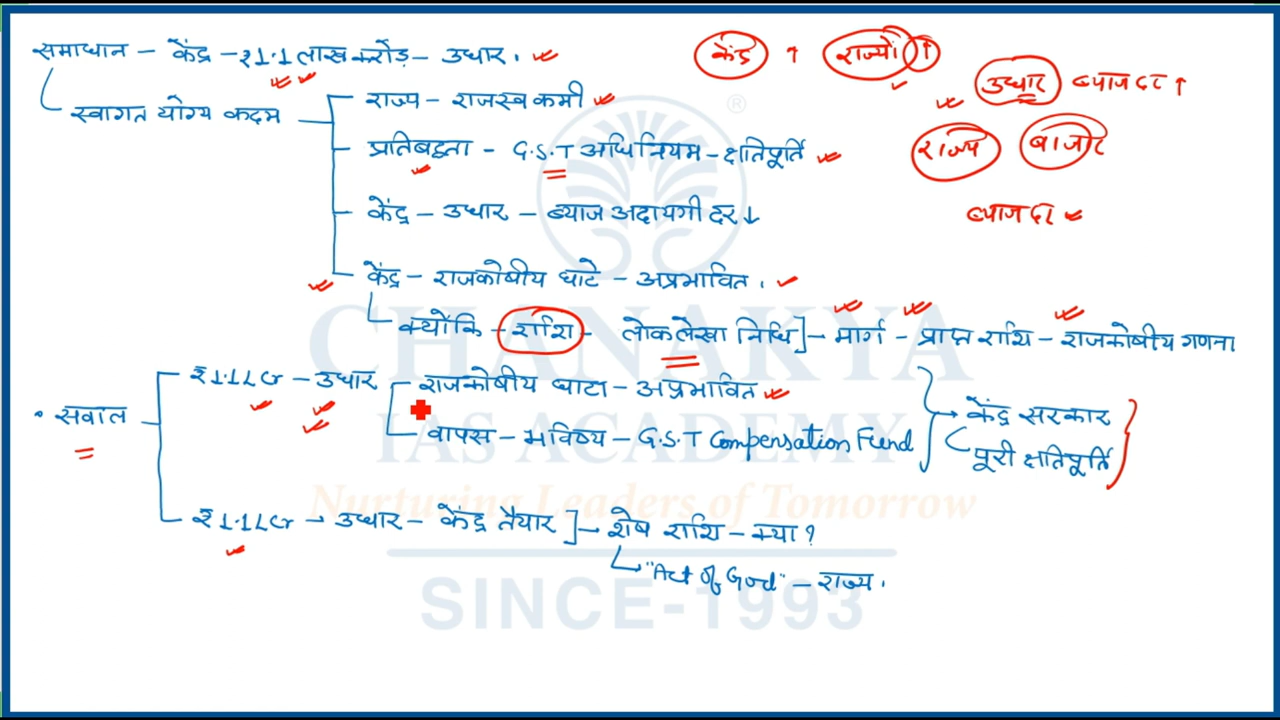 समाधान – केंद्र – ₹1.1 लाख करोड़ – उधार.
केंद्र ↑ राज्यों ↑
उधार ब्याज दर ↑
स्वागत योग्य कदम
राज्य – राजस्व कमी
प्रतिबद्धता – G.S.T अधिनियम – क्षतिपूर्ति
राज्य बाजार
केंद्र – उधार – ब्याज अदायगी दर ↓
ब्याज दर
केंद्र – राजकोषीय घाटे – अप्रभावित.
क्योंकि – राशि – लोकलेखा निधि] – मार्ग – प्राप्त राशि – राजकोषीय गणना
CHANAKYA
IAS ACADEMY
Nurturing Leaders of Tomorrow
SINCE-1993
®
• सवाल
₹1.1LCr – उधार
राजकोषीय घाटा – अप्रभावित
वापस – भविष्य – G.S.T Compensation Fund
→ केंद्र सरकार
पूरी क्षतिपूर्ति
₹1.1LCr → उधार – केंद्र तैयार] → शेष राशि – क्या?
"Act of God" – राज्य.